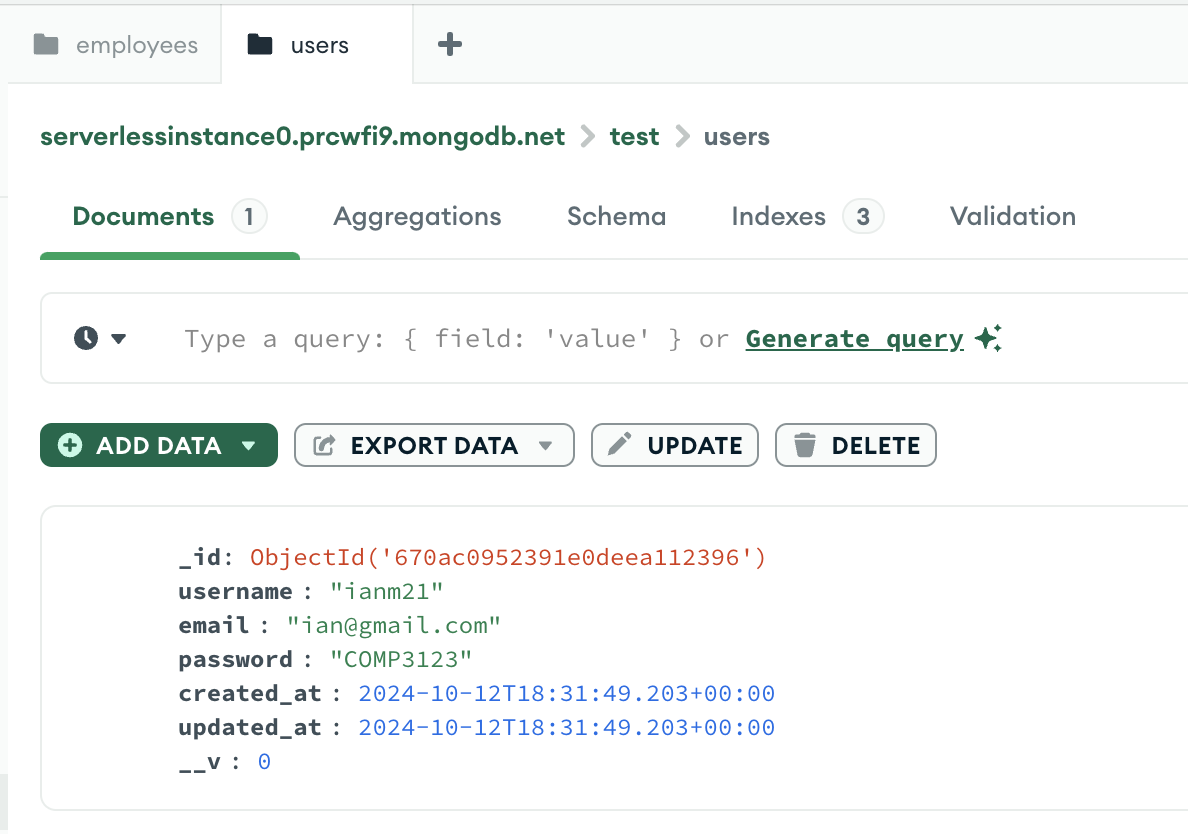 employees
users
serverlessinstance0.prcwfi9.mongodb.net > test > users
Documents 1 Aggregations Schema Indexes 3 Validation
Type a query: { field: 'value' } or Generate query
ADD DATA EXPORT DATA UPDATE DELETE
_id: ObjectId('670ac0952391e0deea112396')
username : "ianm21"
email : "ian@gmail.com"
password : "COMP3123"
created_at : 2024-10-12T18:31:49.203+00:00
updated_at : 2024-10-12T18:31:49.203+00:00
__v : 0